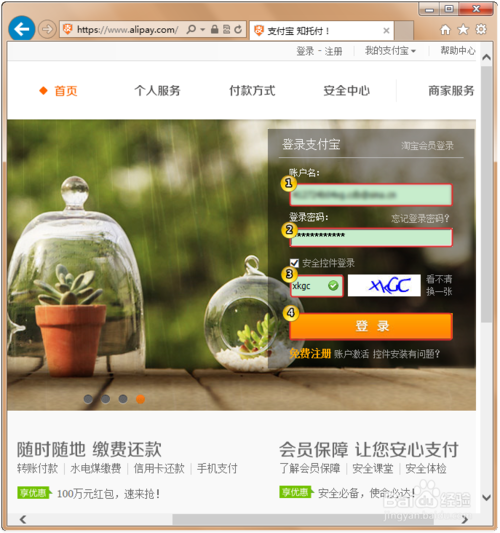 https://www.alipay.com/
支付宝 知托付！
登录 - 注册 我的支付宝 帮助中心
首页 个人服务 付款方式 安全中心 商家服务
登录支付宝 淘宝会员登录
账户名：
1
登录密码： 忘记登录密码？
2 ************
安全控件登录
3 xkgc xkGC 看不清
换一张
4 登 录
免费注册 账户激活 控件安装有问题？
随时随地 缴费还款
转账付款 | 水电煤缴费 | 信用卡还款 | 手机支付
享优惠 100万元红包，速来抢！
会员保障 让您安心支付
了解会员保障 | 安全课堂 | 安全体检
享优惠 安全必备，使命必达！
Baidu 经验
jingyan.baidu.com